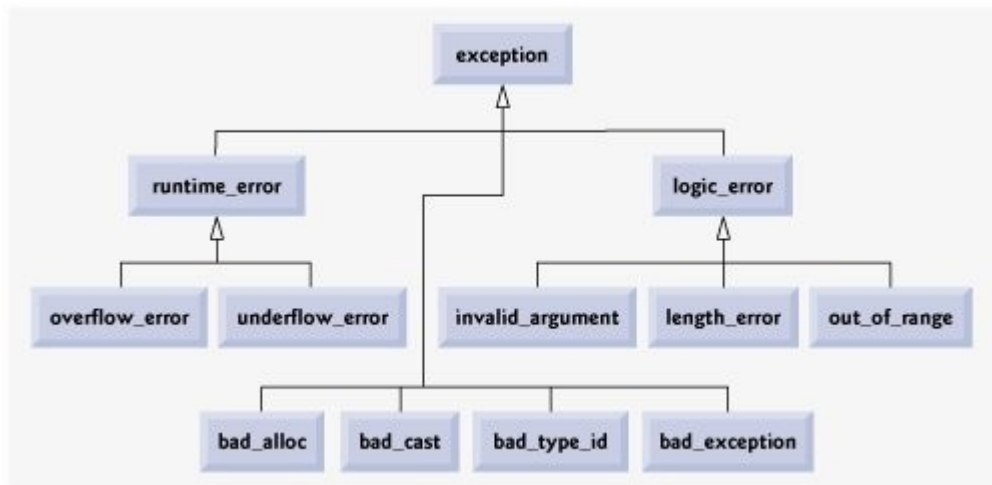 exception
runtime_error
logic_error
overflow_error
underflow_error
invalid_argument
length_error
out_of_range
bad_alloc
bad_cast
bad_type_id
bad_exception